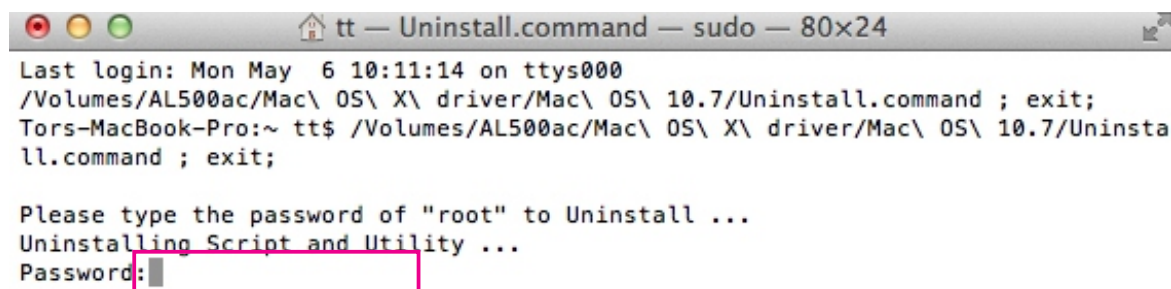 tt — Uninstall.command — sudo — 80×24
Last login: Mon May  6 10:11:14 on ttys000
/Volumes/AL500ac/Mac\ OS\ X\ driver/Mac\ OS\ 10.7/Uninstall.command ; exit;
Tors-MacBook-Pro:~ tt$ /Volumes/AL500ac/Mac\ OS\ X\ driver/Mac\ OS\ 10.7/Uninsta
ll.command ; exit;
Please type the password of "root" to Uninstall ...
Uninstalling Script and Utility ...
Password: